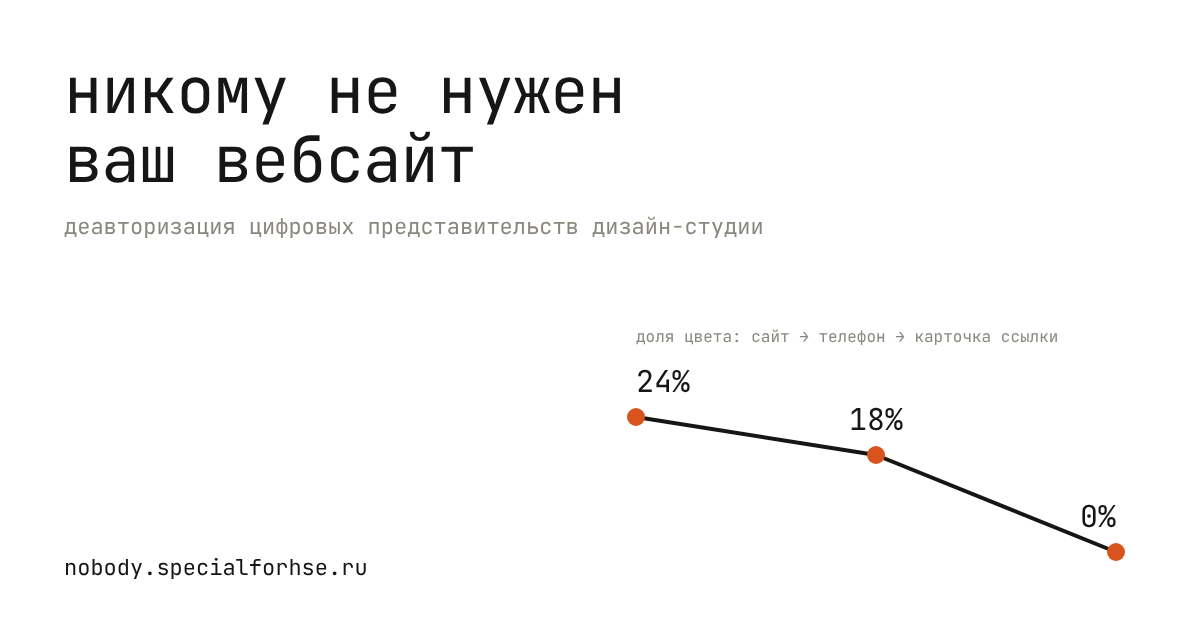 никому не нужен
ваш вебсайт
деавторизация цифровых представительств дизайн-студии
доля цвета: сайт → телефон → карточка ссылки
24%
18%
0%
nobody.specialforhse.ru